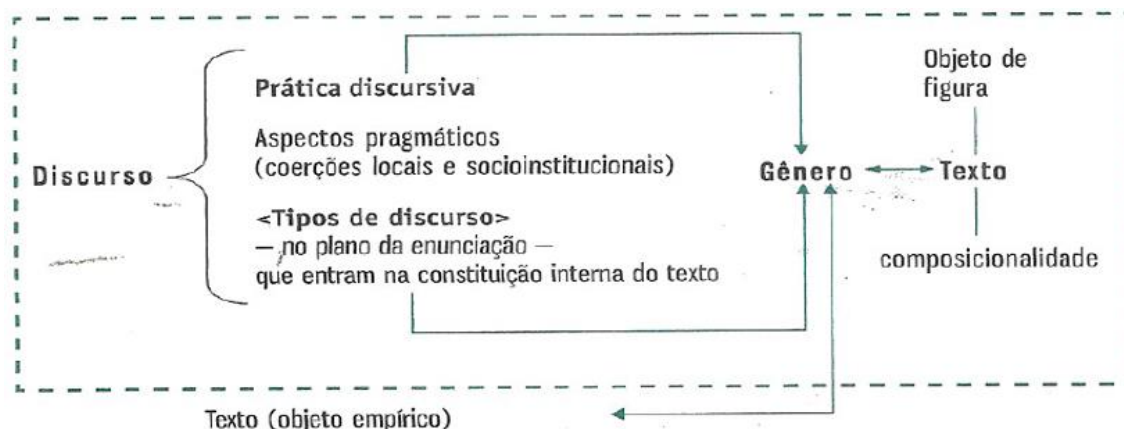 Prática discursiva
Aspectos pragmáticos
(coerções locais e socioinstitucionais)
Discurso
<Tipos de discurso>
— no plano da enunciação —
que entram na constituição interna do texto
Gênero
Objeto de
figura
Texto
composicionalidade
Texto (objeto empírico)